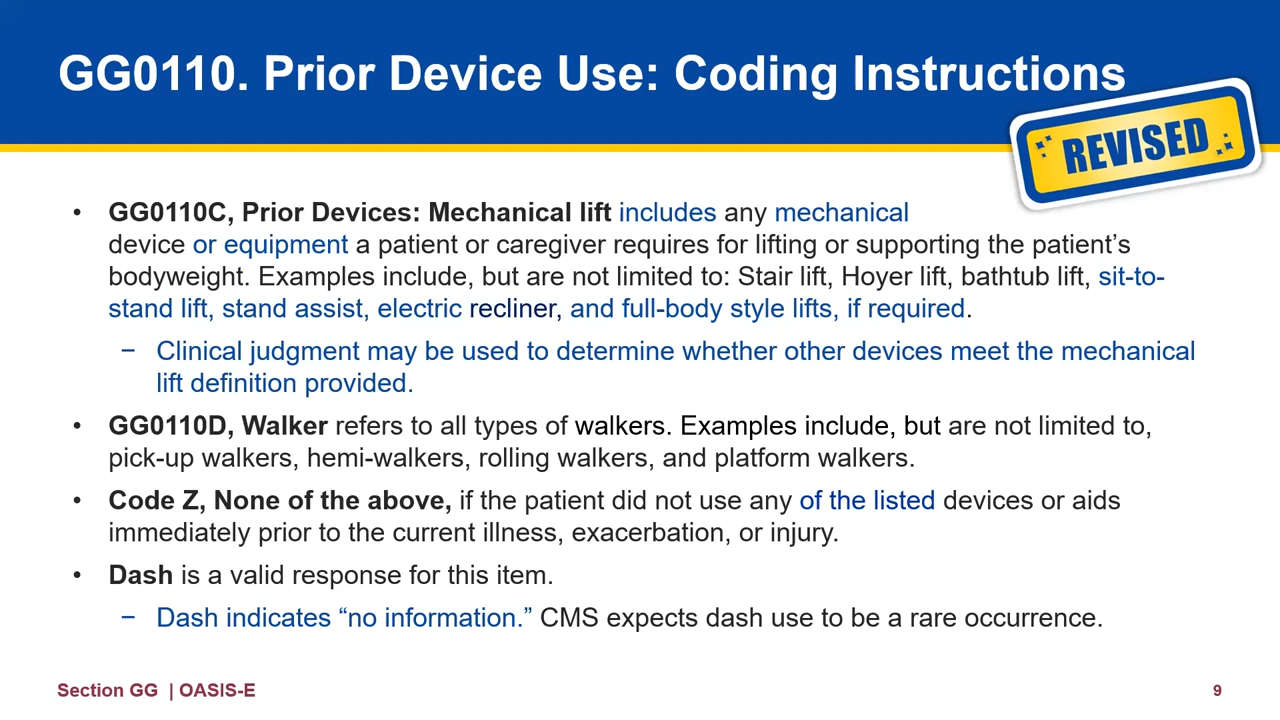 GG0110. Prior Device Use: Coding Instructions
REVISED
• GG0110C, Prior Devices: Mechanical lift includes any mechanical
device or equipment a patient or caregiver requires for lifting or supporting the patient’s
bodyweight. Examples include, but are not limited to: Stair lift, Hoyer lift, bathtub lift, sit-to-
stand lift, stand assist, electric recliner, and full-body style lifts, if required.
− Clinical judgment may be used to determine whether other devices meet the mechanical
lift definition provided.
• GG0110D, Walker refers to all types of walkers. Examples include, but are not limited to,
pick-up walkers, hemi-walkers, rolling walkers, and platform walkers.
• Code Z, None of the above, if the patient did not use any of the listed devices or aids
immediately prior to the current illness, exacerbation, or injury.
• Dash is a valid response for this item.
− Dash indicates “no information.” CMS expects dash use to be a rare occurrence.
Section GG | OASIS-E
9